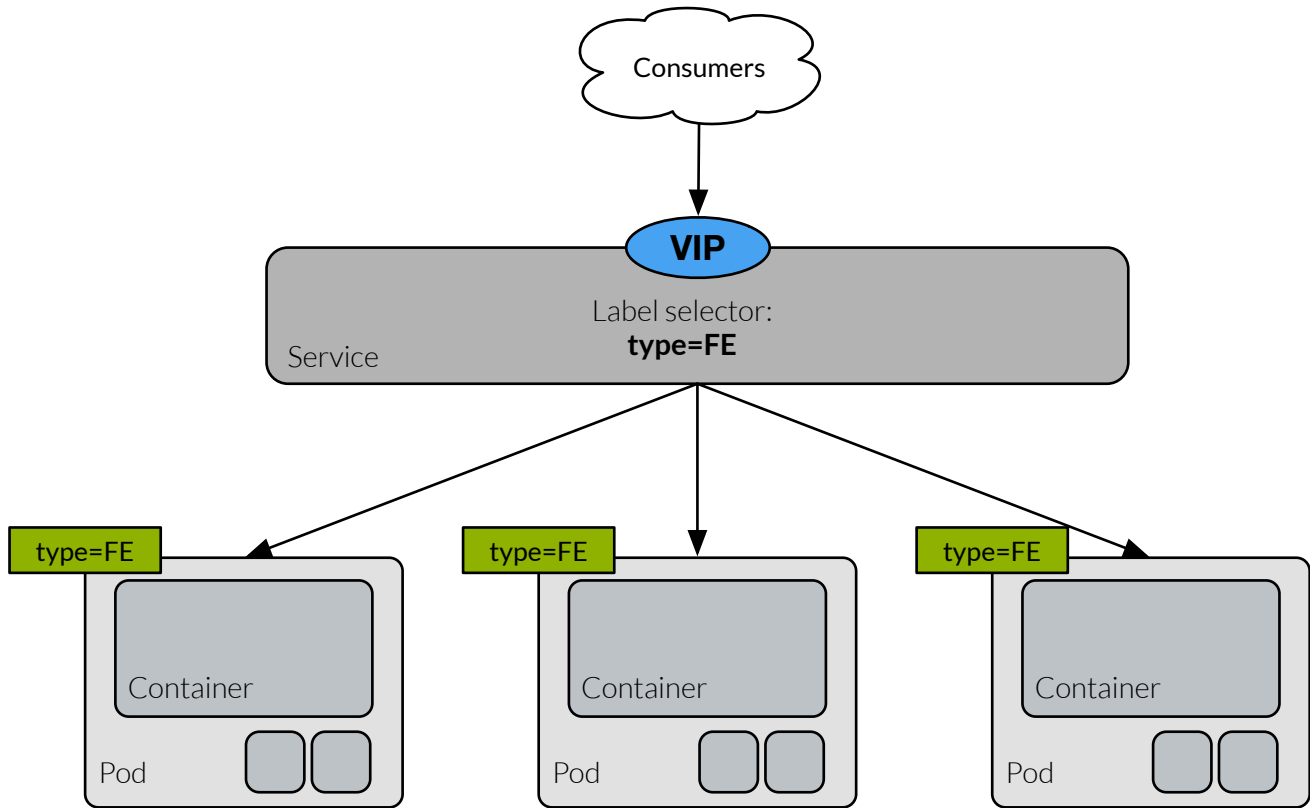 Consumers
VIP
Label selector:
type=FE
Service
type=FE
type=FE
type=FE
Container
Container
Container
Pod
Pod
Pod